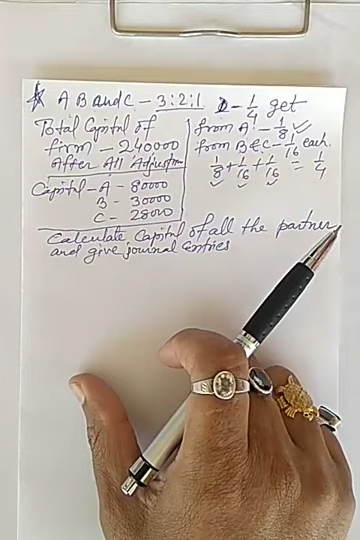 * A B and C - 3:2:1 D - 1/4 get
Total Capital of
firm - 240000
After All Adjustm
Capital - A - 80000
B - 30000
C - 28000
from A - 1/8 ✓
from B & C - 1/16 each.
1/8 + 1/16 + 1/16 = 1/4
Calculate Capital of all the partner
and give journal Entries